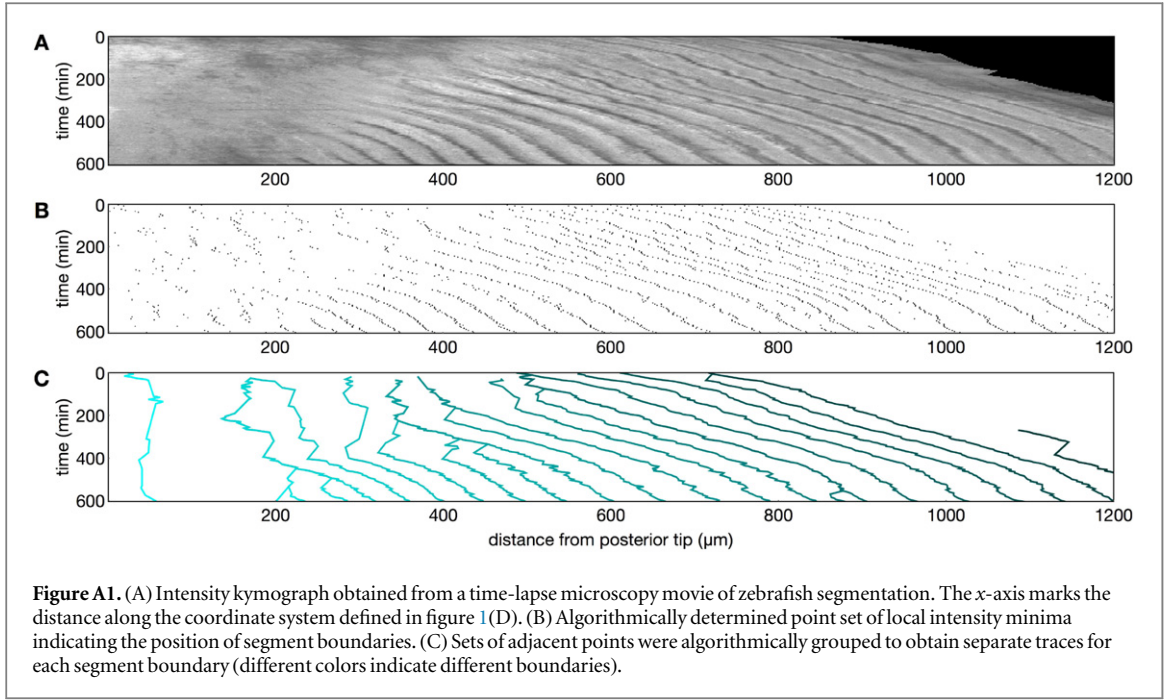 A
0
200
400
600
time (min)
200 400 600 800 1000 1200
B
0
200
400
600
time (min)
200 400 600 800 1000 1200
C
0
200
400
600
time (min)
200 400 600 800 1000 1200
distance from posterior tip (μm)
Figure A1. (A) Intensity kymograph obtained from a time-lapse microscopy movie of zebrafish segmentation. The x-axis marks the
distance along the coordinate system defined in figure 1(D). (B) Algorithmically determined point set of local intensity minima
indicating the position of segment boundaries. (C) Sets of adjacent points were algorithmically grouped to obtain separate traces for
each segment boundary (different colors indicate different boundaries).